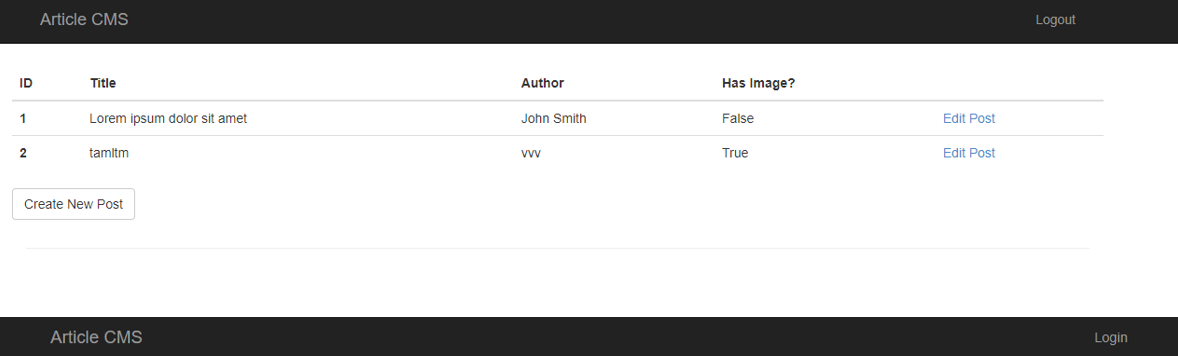 Article CMS Logout
ID Title Author Has Image?
1 Lorem ipsum dolor sit amet John Smith False Edit Post
2 tamltm vvv True Edit Post
Create New Post
Article CMS Login